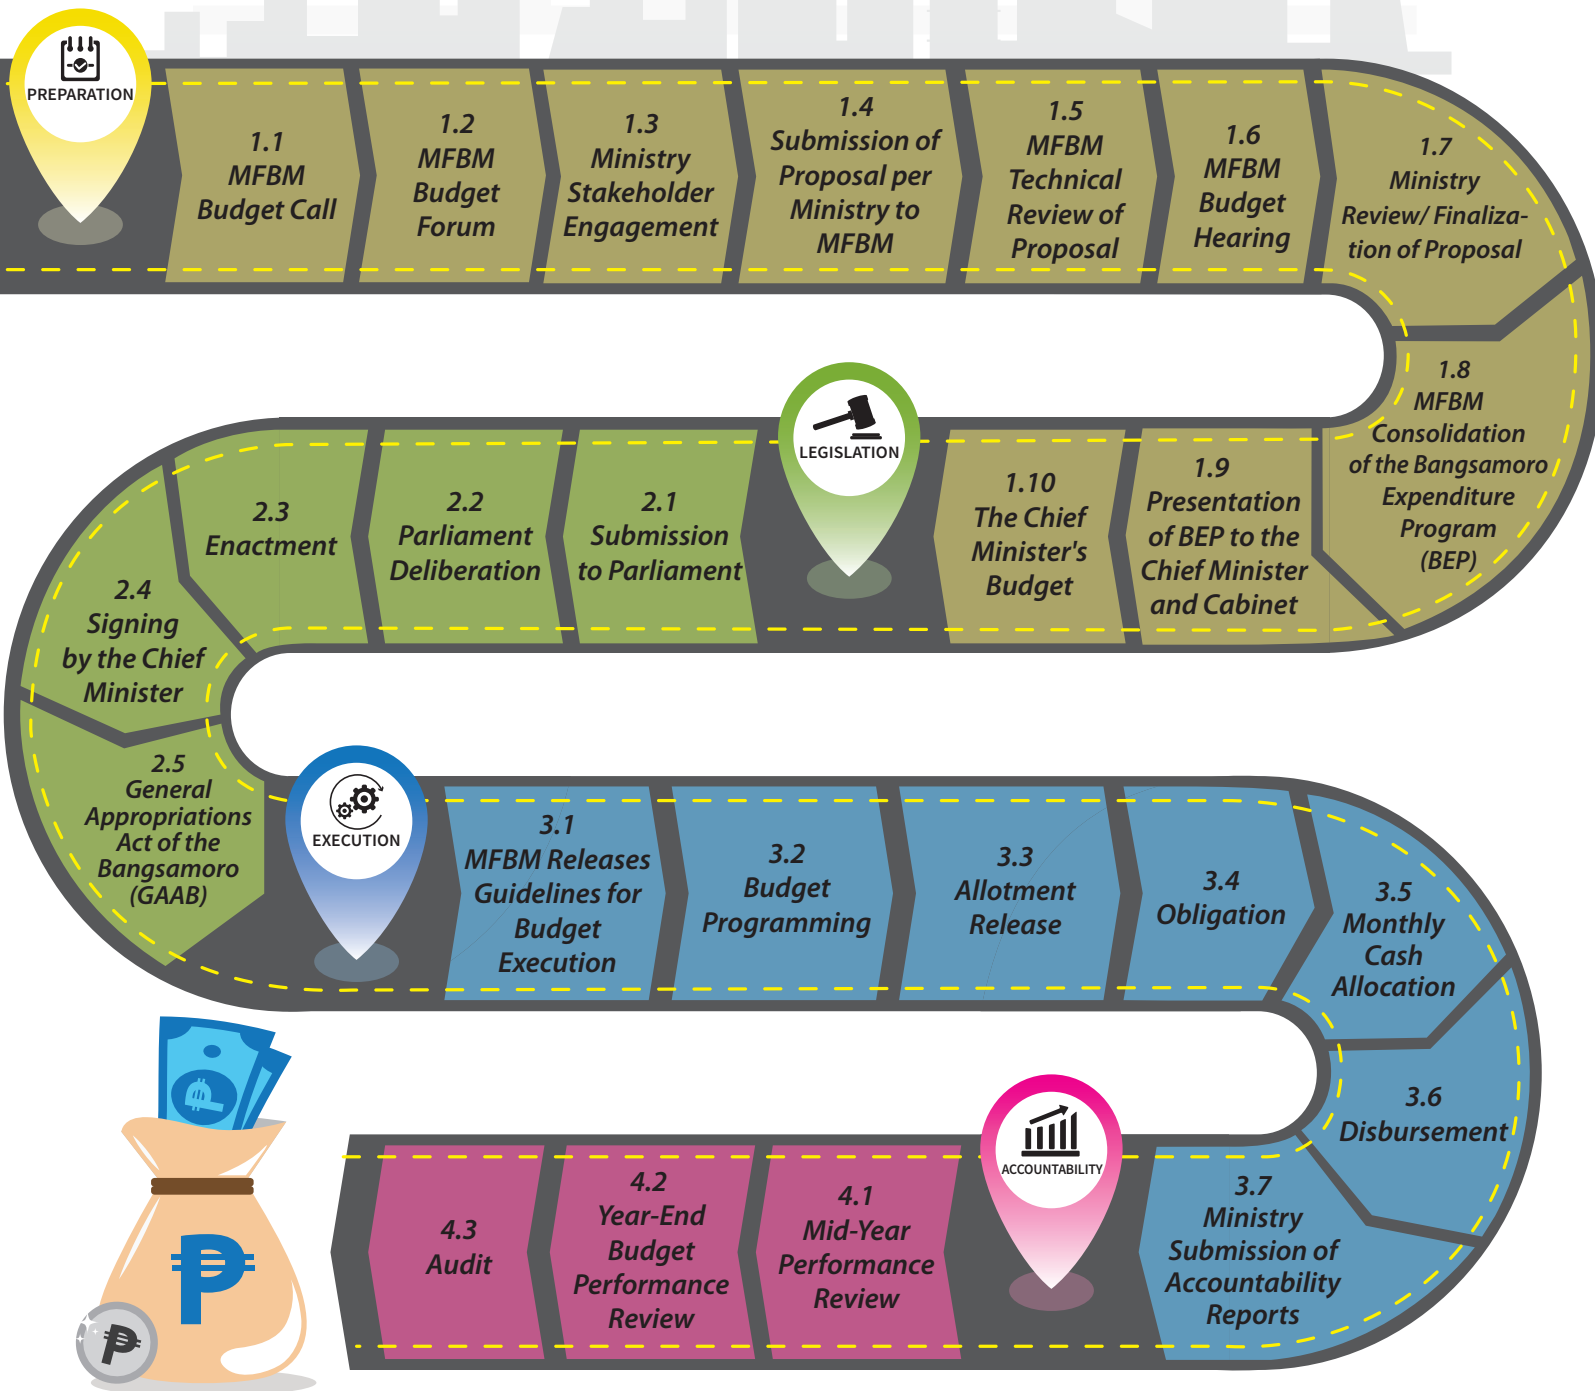 PREPARATION
1.1
MFBM
Budget Call
1.2
MFBM
Budget
Forum
1.3
Ministry
Stakeholder
Engagement
1.4
Submission of
Proposal per
Ministry to
MFBM
1.5
MFBM
Technical
Review of
Proposal
1.6
MFBM
Budget
Hearing
1.7
Ministry
Review/ Finaliza-
tion of Proposal
1.8
MFBM
Consolidation
of the Bangsamoro
Expenditure
Program
(BEP)
1.9
Presentation
of BEP to the
Chief Minister
and Cabinet
1.10
The Chief
Minister's
Budget
LEGISLATION
2.1
Submission
to Parliament
2.2
Parliament
Deliberation
2.3
Enactment
2.4
Signing
by the Chief
Minister
2.5
General
Appropriations
Act of the
Bangsamoro
(GAAB)
EXECUTION
3.1
MFBM Releases
Guidelines for
Budget
Execution
3.2
Budget
Programming
3.3
Allotment
Release
3.4
Obligation
3.5
Monthly
Cash
Allocation
3.6
Disbursement
3.7
Ministry
Submission of
Accountability
Reports
ACCOUNTABILITY
4.1
Mid-Year
Performance
Review
4.2
Year-End
Budget
Performance
Review
4.3
Audit
₱
₱
₱